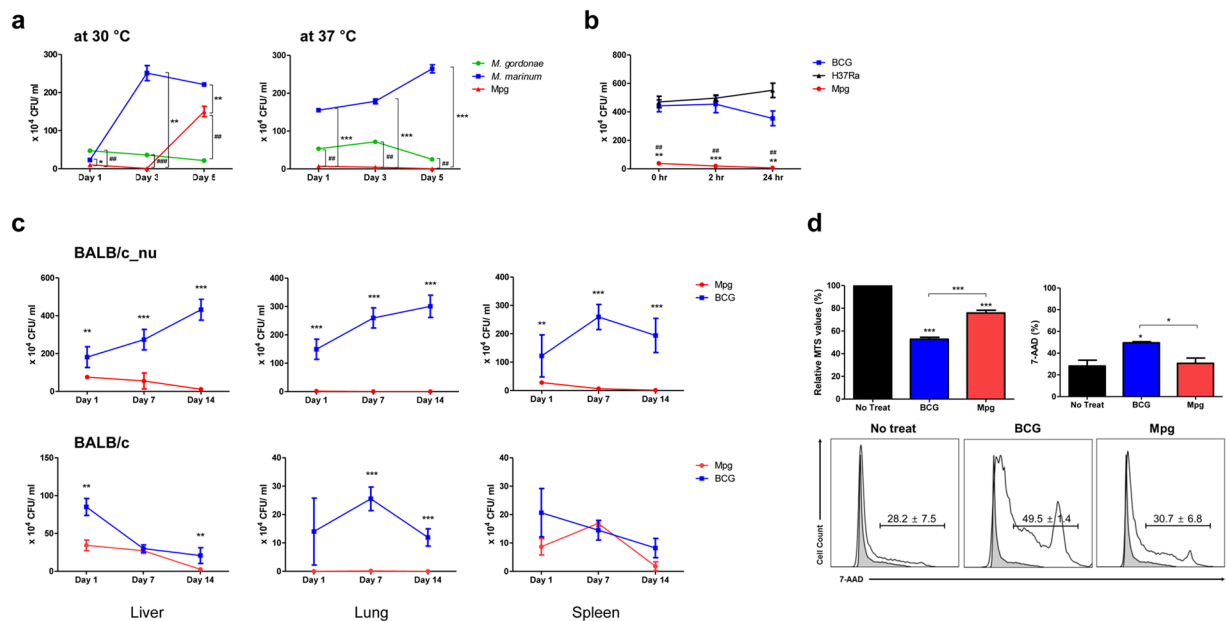 a
at 30 °C
x 10⁴ CFU/ ml
300
200
100
0
Day 1
Day 3
Day 5
*
##
**
###
**
##
at 37 °C
x 10⁴ CFU/ ml
300
200
100
0
Day 1
Day 3
Day 5
##
***
##
***
##
***
M. gordonae
M. marinum
Mpg
b
x 10⁴ CFU/ ml
800
600
400
200
0
0 hr
2 hr
24 hr
##
**
##
***
##
**
BCG
H37Ra
Mpg
c
BALB/c_nu
x 10⁴ CFU/ ml
600
400
200
0
Day 1
Day 7
Day 14
**
***
***
x 10⁴ CFU/ ml
400
300
200
100
0
Day 1
Day 7
Day 14
***
***
***
x 10⁴ CFU/ ml
400
300
200
100
0
Day 1
Day 7
Day 14
**
***
***
Mpg
BCG
BALB/c
x 10⁴ CFU/ ml
150
100
50
0
Day 1
Day 7
Day 14
**
**
x 10⁴ CFU/ ml
40
20
0
Day 1
Day 7
Day 14
***
***
x 10⁴ CFU/ ml
40
20
0
Day 1
Day 7
Day 14
Mpg
BCG
Liver
Lung
Spleen
d
Relative MTS values (%)
100
80
60
40
20
0
No Treat
BCG
Mpg
***
***
***
7-AAD (%)
100
80
60
40
20
0
No Treat
BCG
Mpg
*
*
No treat
BCG
Mpg
28.2 ± 7.5
49.5 ± 1.4
30.7 ± 6.8
Cell Count
7-AAD